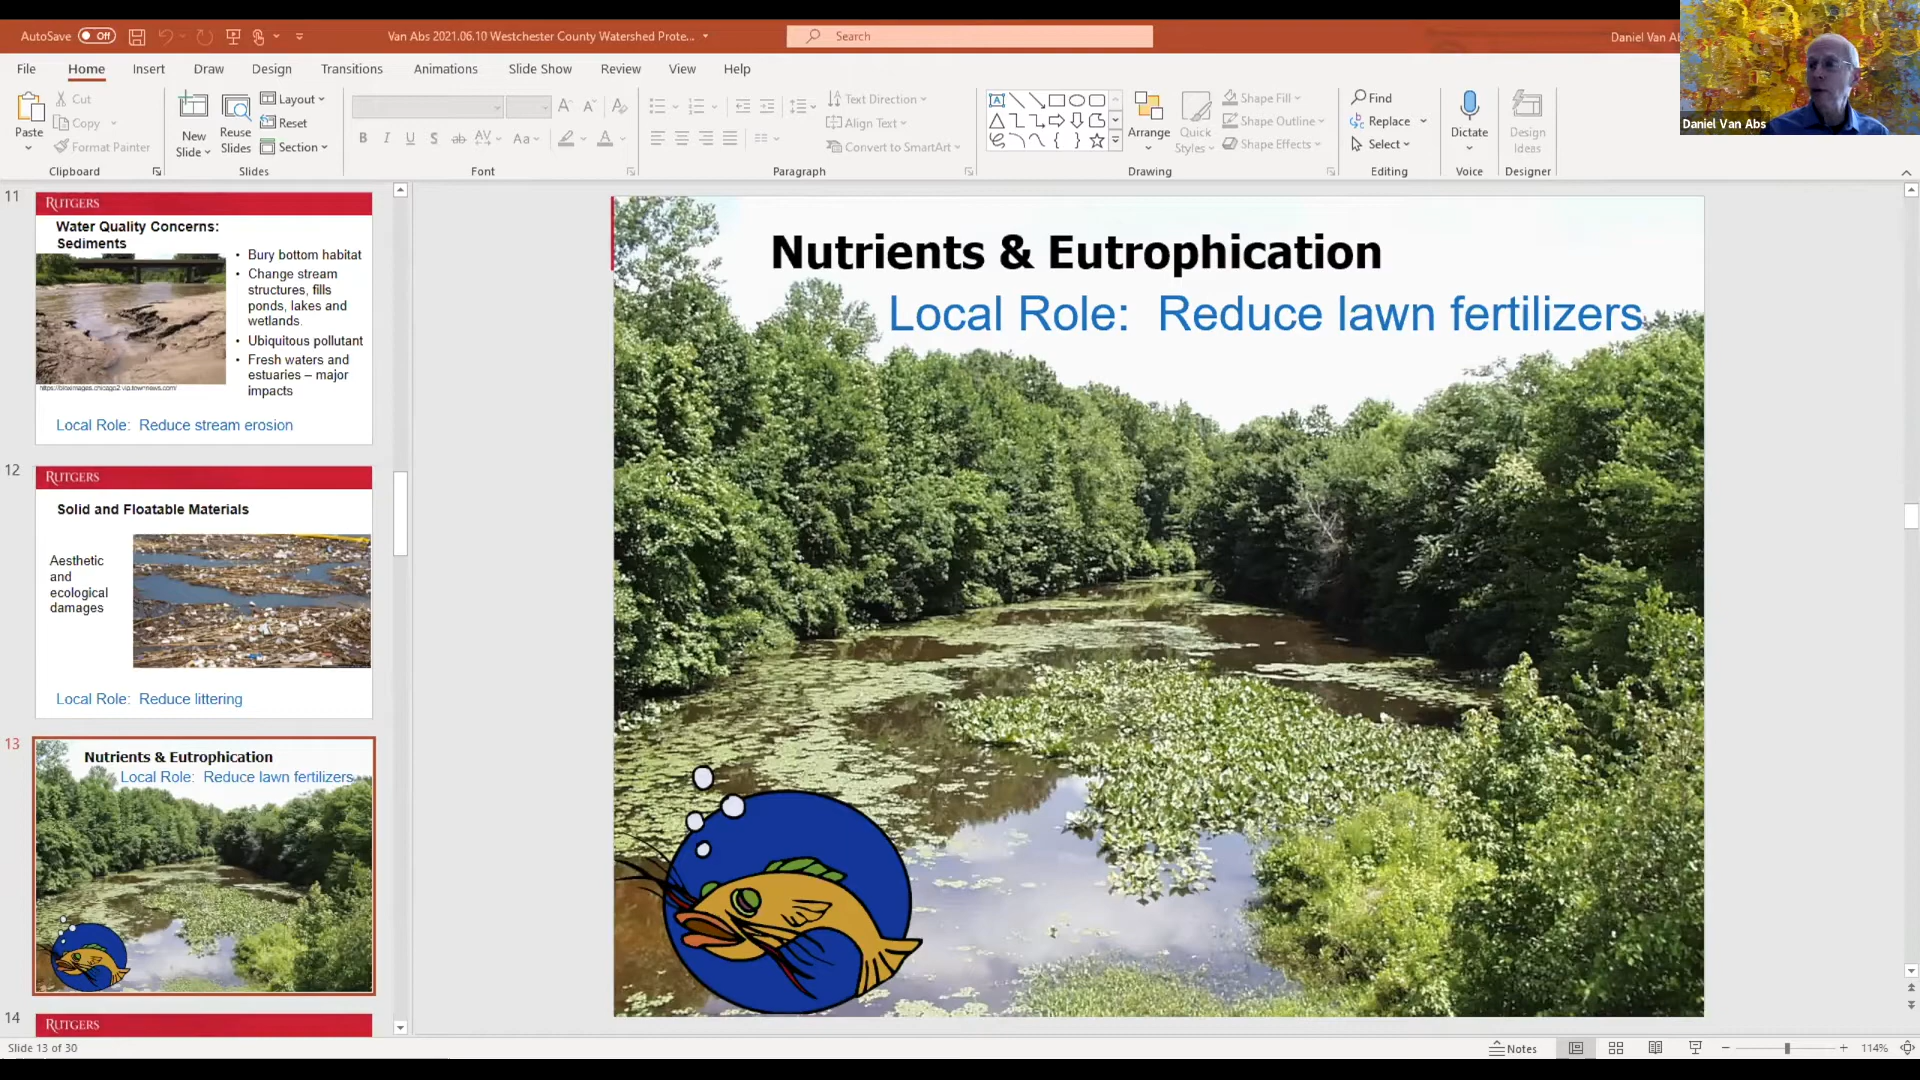 AutoSave Off
Van Abs 2021.06.10 Westchester County Watershed Prote...
Search
Daniel Van Ab
File Home Insert Draw Design Transitions Animations Slide Show Review View Help
Paste
Cut
Copy
Format Painter
Clipboard
New
Slide
Reuse
Slides
Layout
Reset
Section
Slides
Font
Text Direction
Align Text
Convert to SmartArt
Paragraph
Arrange
Quick
Styles
Shape Fill
Shape Outline
Shape Effects
Drawing
Find
Replace
Select
Editing
Dictate
Voice
Design
Ideas
Designer
Daniel Van Abs
11
RUTGERS
Water Quality Concerns:
Sediments
• Bury bottom habitat
• Change stream
structures, fills
ponds, lakes and
wetlands.
• Ubiquitous pollutant
• Fresh waters and
estuaries – major
impacts
Local Role: Reduce stream erosion
12
RUTGERS
Solid and Floatable Materials
Aesthetic
and
ecological
damages
Local Role: Reduce littering
13
Nutrients & Eutrophication
Local Role: Reduce lawn fertilizers
14
RUTGERS
Nutrients & Eutrophication
Local Role: Reduce lawn fertilizers
Slide 13 of 30
Notes
114%